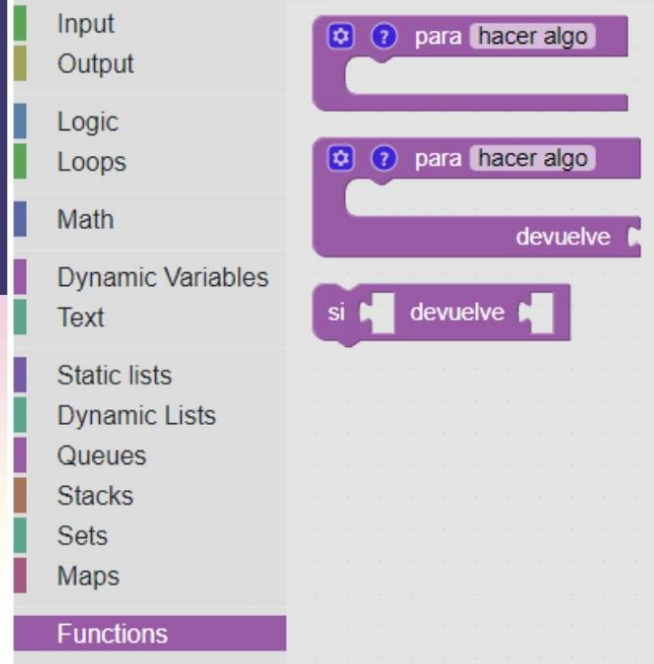 Input
Output
Logic
Loops
Math
Dynamic Variables
Text
Static lists
Dynamic Lists
Queues
Stacks
Sets
Maps
Functions
? para hacer algo
? para hacer algo
devuelve
si devuelve